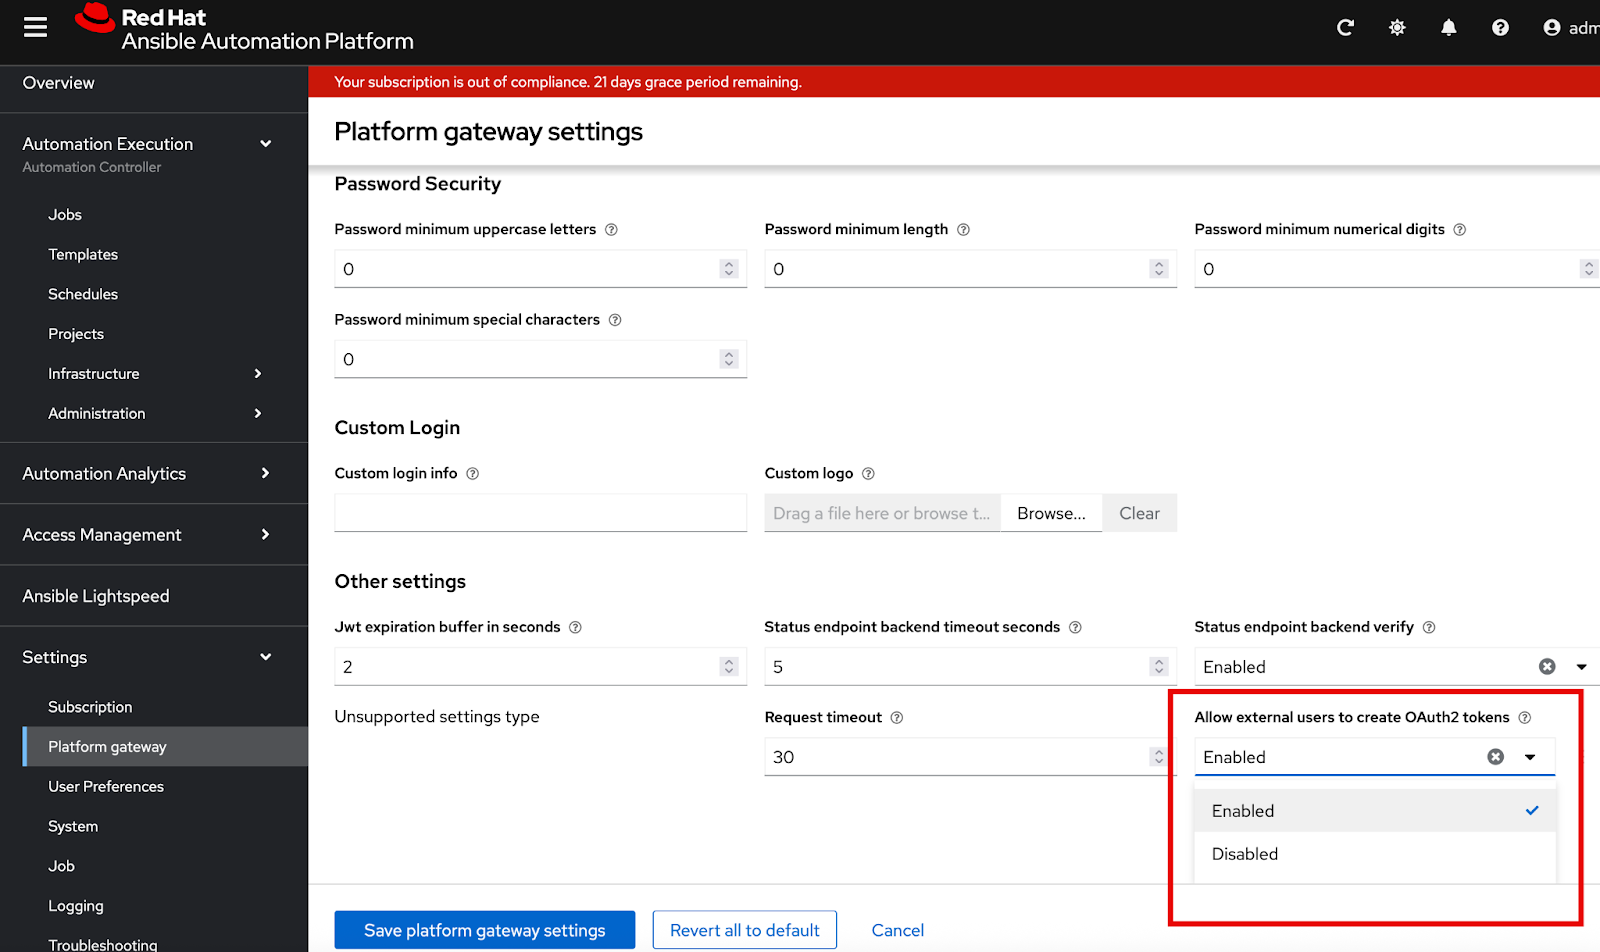 Red Hat
Ansible Automation Platform
adm
Overview
Automation Execution
Automation Controller
Jobs
Templates
Schedules
Projects
Infrastructure
Administration
Automation Analytics
Access Management
Ansible Lightspeed
Settings
Subscription
Platform gateway
User Preferences
System
Job
Logging
Troubleshooting
Your subscription is out of compliance. 21 days grace period remaining.
Platform gateway settings
Password Security
Password minimum uppercase letters
Password minimum length
Password minimum numerical digits
0
0
0
Password minimum special characters
0
Custom Login
Custom login info
Custom logo
Drag a file here or browse t...
Browse...
Clear
Other settings
Jwt expiration buffer in seconds
Status endpoint backend timeout seconds
Status endpoint backend verify
2
5
Enabled
Unsupported settings type
Request timeout
Allow external users to create OAuth2 tokens
30
Enabled
Enabled
Disabled
Save platform gateway settings
Revert all to default
Cancel